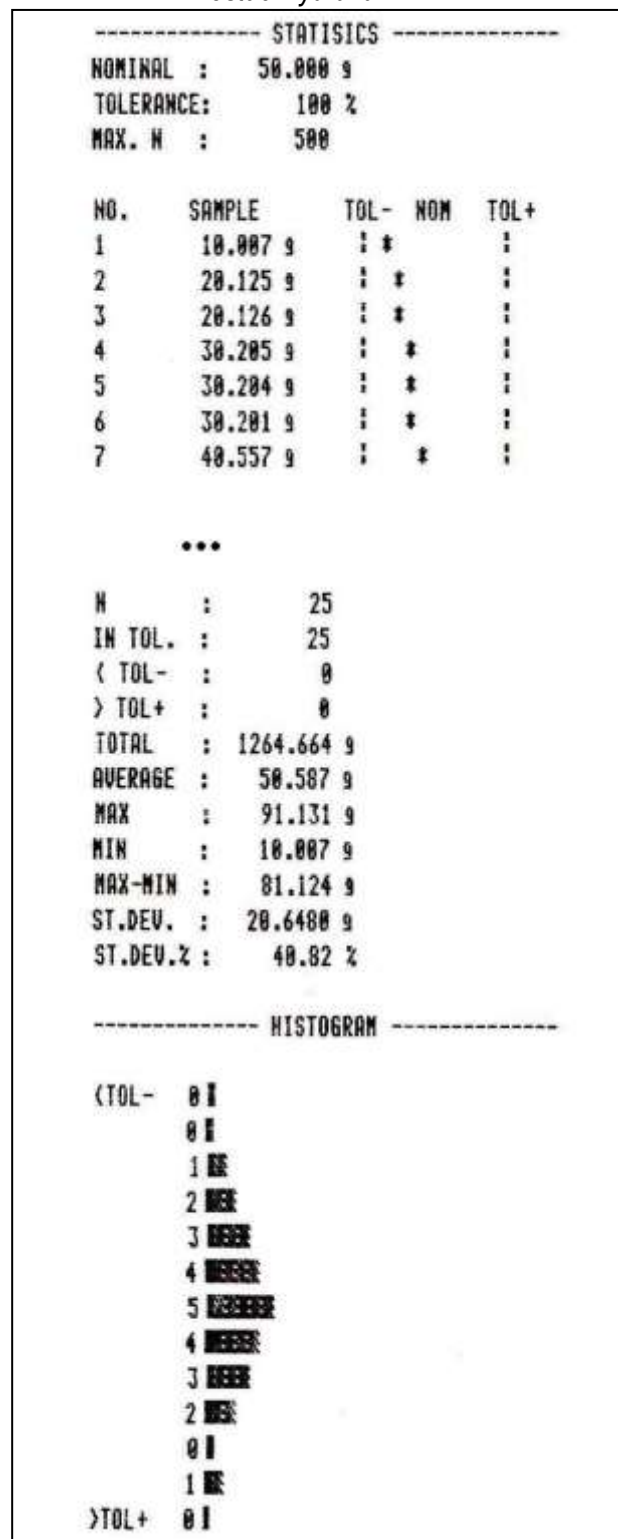 -------------- STATISICS --------------
NOMINAL : 50.000 g
TOLERANCE: 100 %
MAX. N : 500
NO. SAMPLE TOL- NOM TOL+
1 10.007 g ¦ * ¦
2 20.125 g ¦ * ¦
3 20.126 g ¦ * ¦
4 30.205 g ¦ * ¦
5 30.204 g ¦ * ¦
6 30.201 g ¦ * ¦
7 40.557 g ¦ * ¦
...
N : 25
IN TOL. : 25
< TOL- : 0
> TOL+ : 0
TOTAL : 1264.664 g
AVERAGE : 50.587 g
MAX : 91.131 g
MIN : 10.007 g
MAX-MIN : 81.124 g
ST.DEV. : 20.6480 g
ST.DEV.% : 40.82 %
-------------- HISTOGRAM --------------
<TOL- 0
0
1
2
3
4
5
4
3
2
0
1
>TOL+ 0